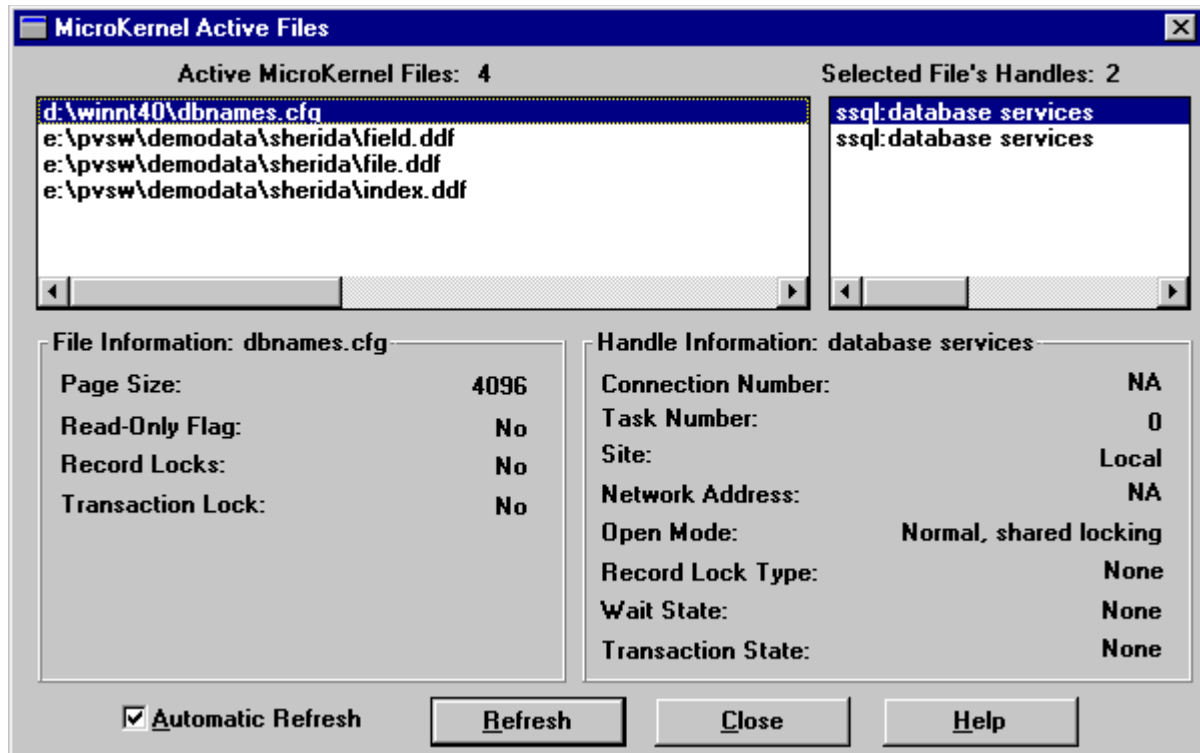 MicroKernel Active Files
Active MicroKernel Files: 4
d:\winnt40\dbnames.cfg
e:\pvsw\demodata\sherida\field.ddf
e:\pvsw\demodata\sherida\file.ddf
e:\pvsw\demodata\sherida\index.ddf
Selected File's Handles: 2
ssql:database services
ssql:database services
File Information: dbnames.cfg
Page Size: 4096
Read-Only Flag: No
Record Locks: No
Transaction Lock: No
Handle Information: database services
Connection Number: NA
Task Number: 0
Site: Local
Network Address: NA
Open Mode: Normal, shared locking
Record Lock Type: None
Wait State: None
Transaction State: None
Automatic Refresh
Refresh
Close
Help